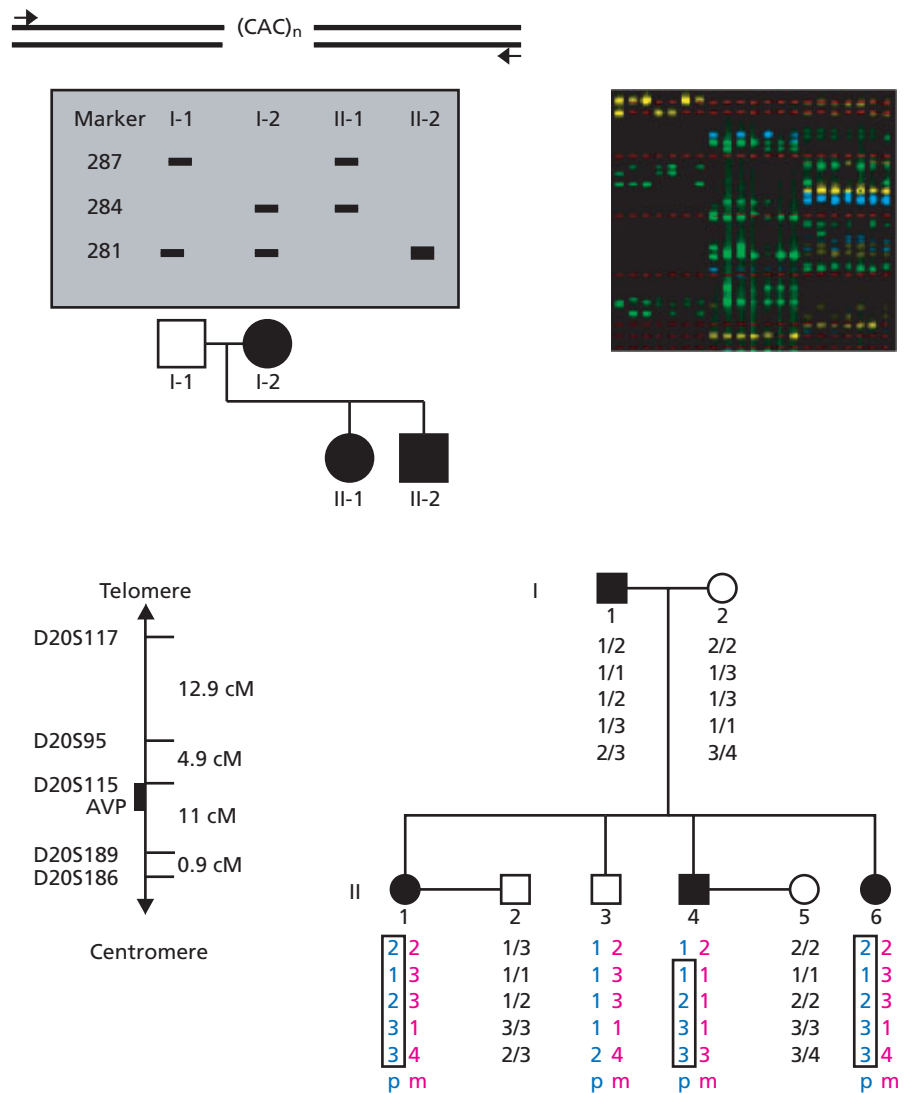 (CAC)n
Marker I-1 I-2 II-1 II-2
287
284
281
I-1 I-2
II-1 II-2
Telomere
D20S117
12.9 cM
D20S95
4.9 cM
D20S115
AVP
11 cM
D20S189
0.9 cM
D20S186
Centromere
I
1 2
1/2 2/2
1/1 1/3
1/2 1/3
1/3 1/1
2/3 3/4
II
1 2 3 4 5 6
2 2 1/3 1 2 1 2 2/2 2 2
1 3 1/1 1 3 1 1 1/1 1 3
2 3 1/2 1 3 2 1 2/2 2 3
3 1 3/3 1 1 3 1 3/3 3 1
3 4 2/3 2 4 3 3 3/4 3 4
p m p m p m p m